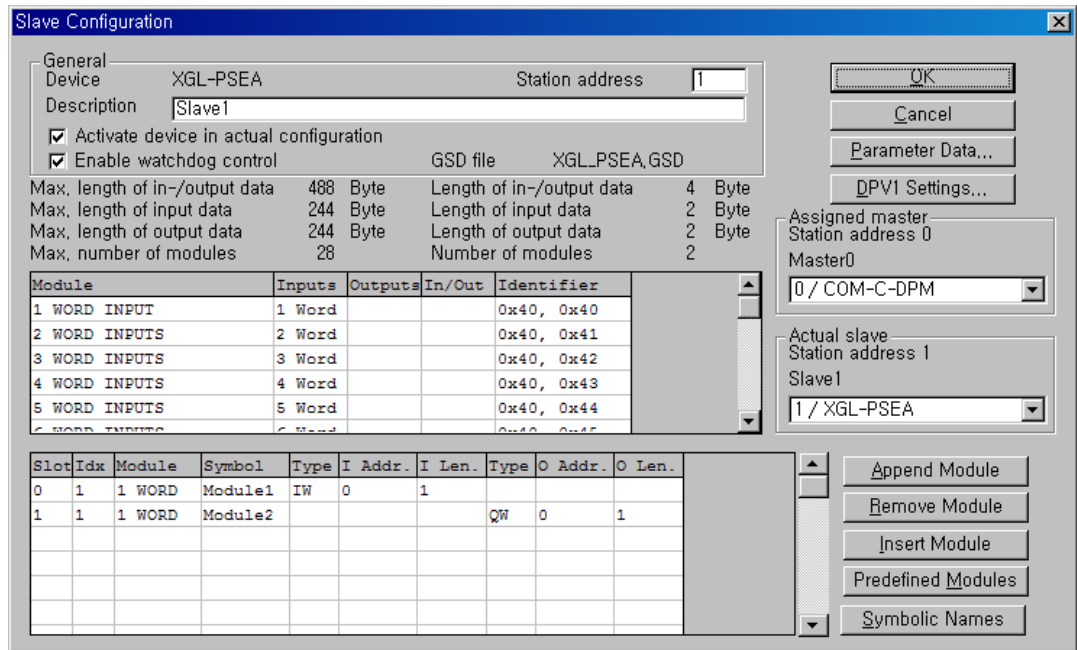 Slave Configuration
General
Device XGL-PSEA Station address 1
Description Slave1
Activate device in actual configuration
Enable watchdog control GSD file XGL_PSEA.GSD
Max. length of in-/output data 488 Byte Length of in-/output data 4 Byte
Max. length of input data 244 Byte Length of input data 2 Byte
Max. length of output data 244 Byte Length of output data 2 Byte
Max. number of modules 28 Number of modules 2
OK
Cancel
Parameter Data...
DPV1 Settings...
Assigned master
Station address 0
Master0
0 / COM-C-DPM
Actual slave
Station address 1
Slave1
1 / XGL-PSEA
Module Inputs Outputs In/Out Identifier
1 WORD INPUT 1 Word 0x40, 0x40
2 WORD INPUTS 2 Word 0x40, 0x41
3 WORD INPUTS 3 Word 0x40, 0x42
4 WORD INPUTS 4 Word 0x40, 0x43
5 WORD INPUTS 5 Word 0x40, 0x44
6 WORD INPUTS 6 Word 0x40, 0x45
Slot Idx Module Symbol Type I Addr. I Len. Type O Addr. O Len.
0 1 1 WORD Module1 IW 0 1
1 1 1 WORD Module2 QW 0 1
Append Module
Remove Module
Insert Module
Predefined Modules
Symbolic Names